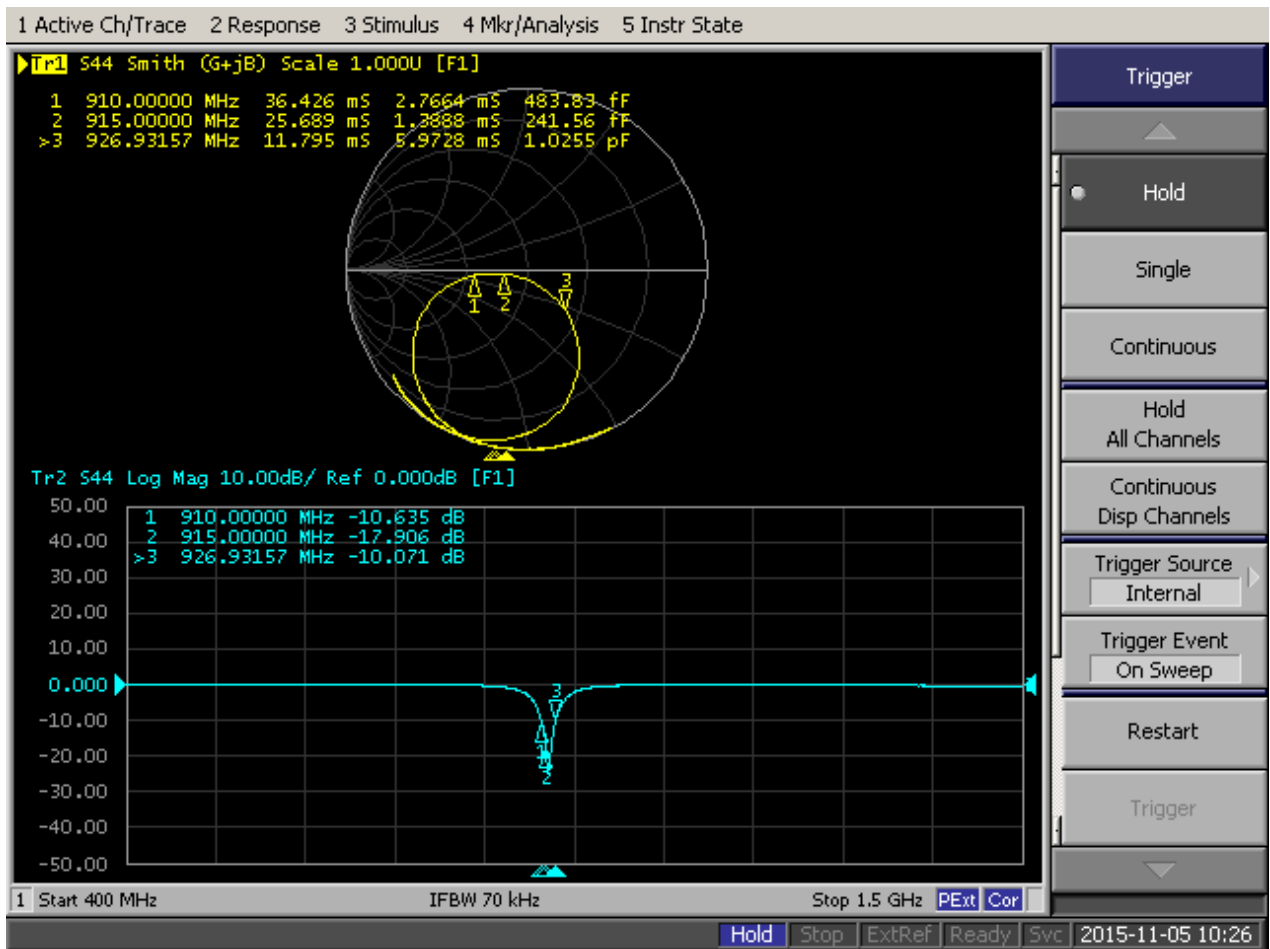 1 Active Ch/Trace 2 Response 3 Stimulus 4 Mkr/Analysis 5 Instr State
Tr1 S44 Smith (G+jB) Scale 1.000U [F1]
1 910.00000 MHz 36.426 mS 2.7664 mS 483.83 fF
2 915.00000 MHz 25.689 mS 1.3888 mS 241.56 fF
>3 926.93157 MHz 11.795 mS 5.9728 mS 1.0255 pF
3
1 2
Tr2 S44 Log Mag 10.00dB/ Ref 0.000dB [F1]
50.00
40.00
30.00
20.00
10.00
0.000
-10.00
-20.00
-30.00
-40.00
-50.00
1 910.00000 MHz -10.635 dB
2 915.00000 MHz -17.906 dB
>3 926.93157 MHz -10.071 dB
3
2
1 Start 400 MHz IFBW 70 kHz Stop 1.5 GHz PExt Cor
Trigger
Hold
Single
Continuous
Hold
All Channels
Continuous
Disp Channels
Trigger Source
Internal
Trigger Event
On Sweep
Restart
Trigger
Hold Stop ExtRef Ready Svc 2015-11-05 10:26